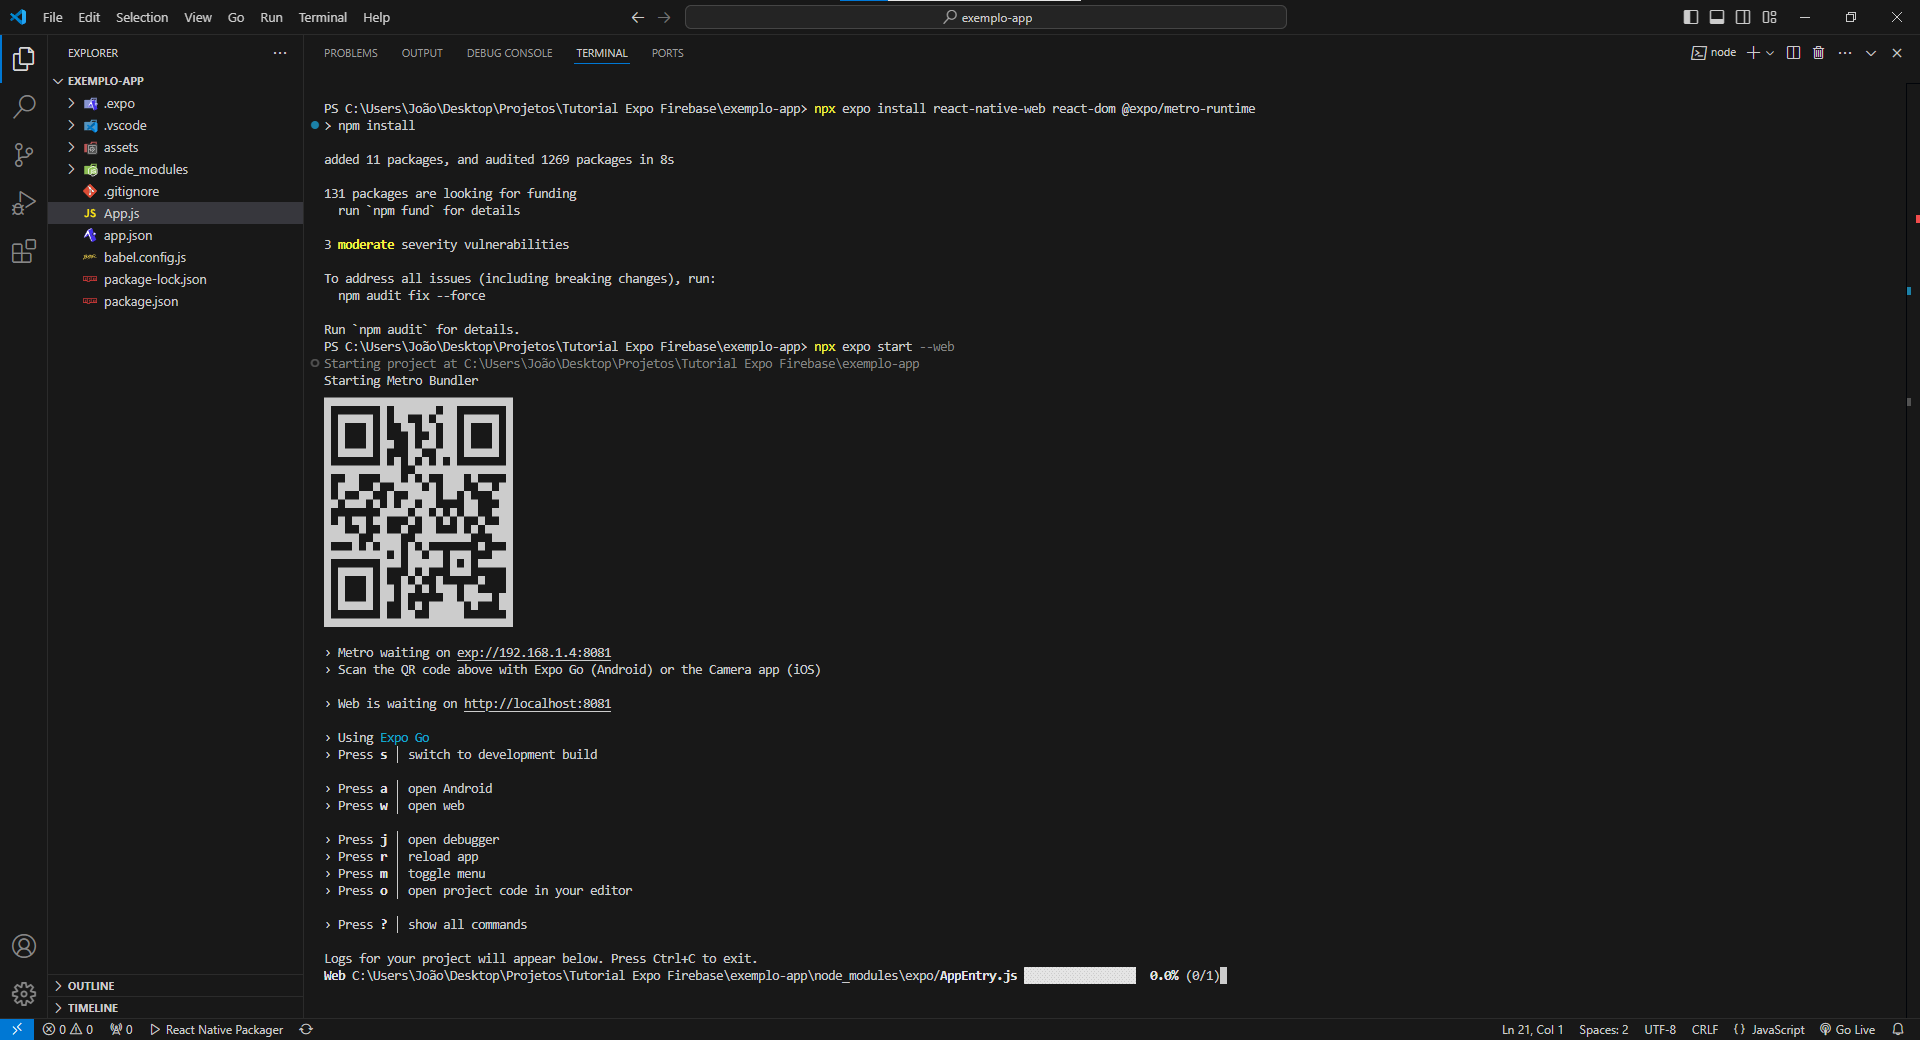 File Edit Selection View Go Run Terminal Help
exemplo-app
EXPLORER
EXEMPLO-APP
.expo
.vscode
assets
node_modules
.gitignore
JS App.js
app.json
babel.config.js
package-lock.json
package.json
OUTLINE
TIMELINE
PROBLEMS OUTPUT DEBUG CONSOLE TERMINAL PORTS
node
PS C:\Users\João\Desktop\Projetos\Tutorial Expo Firebase\exemplo-app> npx expo install react-native-web react-dom @expo/metro-runtime
> npm install
added 11 packages, and audited 1269 packages in 8s
131 packages are looking for funding
run `npm fund` for details
3 moderate severity vulnerabilities
To address all issues (including breaking changes), run:
npm audit fix --force
Run `npm audit` for details.
PS C:\Users\João\Desktop\Projetos\Tutorial Expo Firebase\exemplo-app> npx expo start --web
Starting project at C:\Users\João\Desktop\Projetos\Tutorial Expo Firebase\exemplo-app
Starting Metro Bundler
› Metro waiting on exp://192.168.1.4:8081
› Scan the QR code above with Expo Go (Android) or the Camera app (iOS)
› Web is waiting on http://localhost:8081
› Using Expo Go
› Press s │ switch to development build
› Press a │ open Android
› Press w │ open web
› Press j │ open debugger
› Press r │ reload app
› Press m │ toggle menu
› Press o │ open project code in your editor
› Press ? │ show all commands
Logs for your project will appear below. Press Ctrl+C to exit.
Web C:\Users\João\Desktop\Projetos\Tutorial Expo Firebase\exemplo-app\node_modules\expo/AppEntry.js 0.0% (0/1)
0 0 0 React Native Packager Ln 21, Col 1 Spaces: 2 UTF-8 CRLF {} JavaScript Go Live